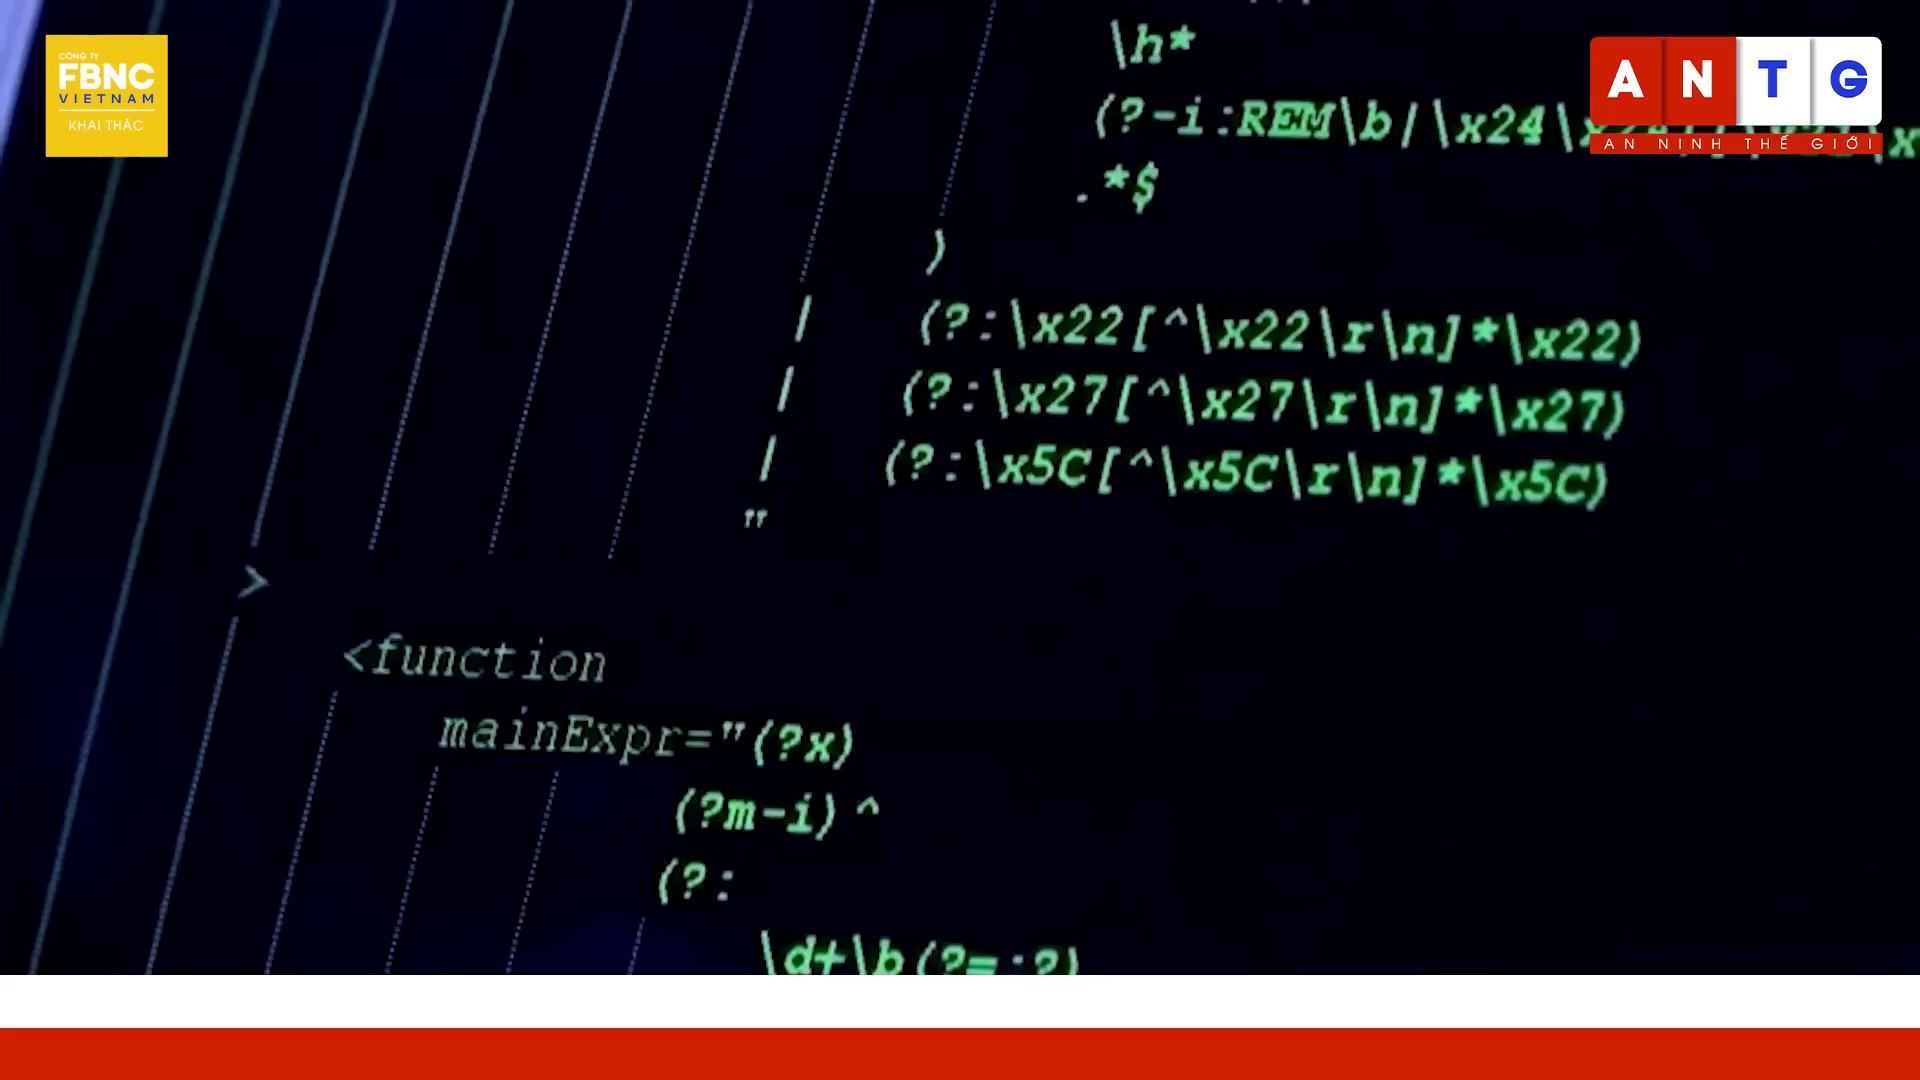 CÔNG TY
FBNC
VIETNAM
KHAI THÁC
A N T G
AN NINH THẾ GIỚI
\h*
(?-i:REM\b|\x24\
.*$
)
| (?:\x22[^\x22\r\n]*\x22)
| (?:\x27[^\x27\r\n]*\x27)
| (?:\x5C[^\x5C\r\n]*\x5C)
"
>
<function
mainExpr="(?x)
(?m-i)^
(?:
\d+\b(?=:?)